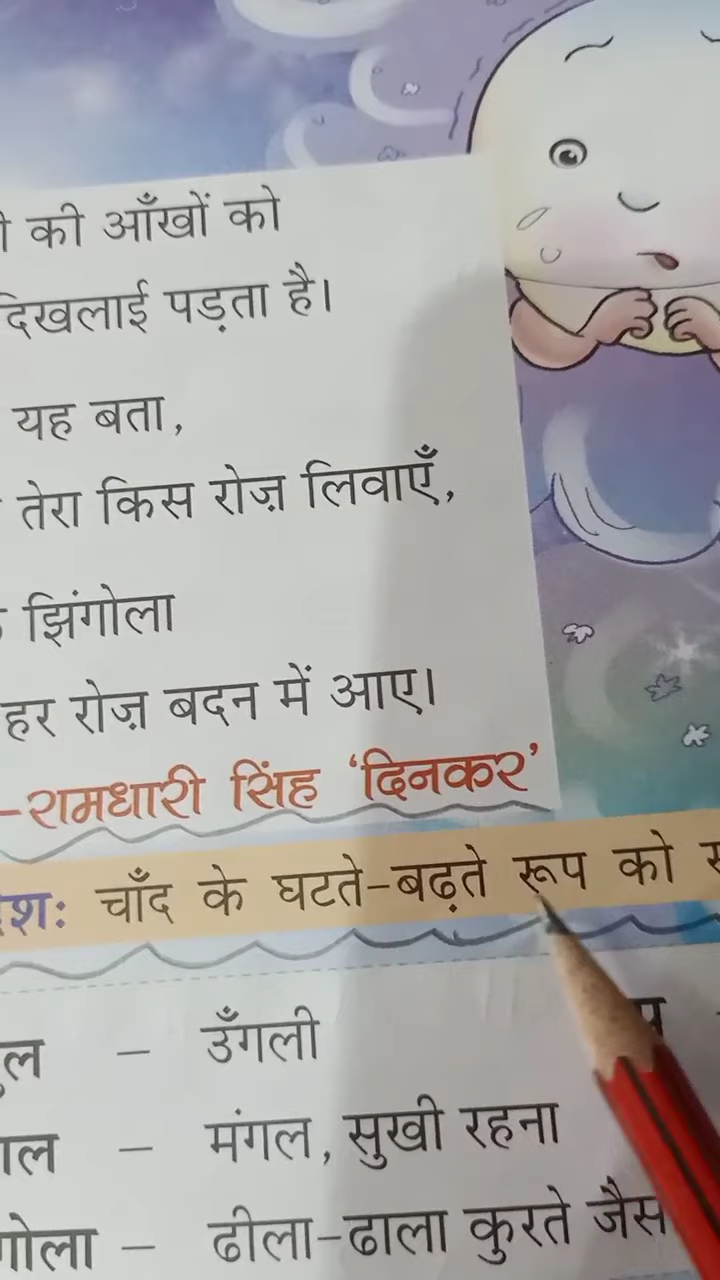 की आँखों को
दिखलाई पड़ता है।
यह बता,
तेरा किस रोज़ लिवाएँ,
झिंगोला
हर रोज़ बदन में आए।
–रामधारी सिंह ‘दिनकर’
चाँद के घटते–बढ़ते रूप को
– उँगली
– मंगल, सुखी रहना
– ढीला–ढाला कुरते